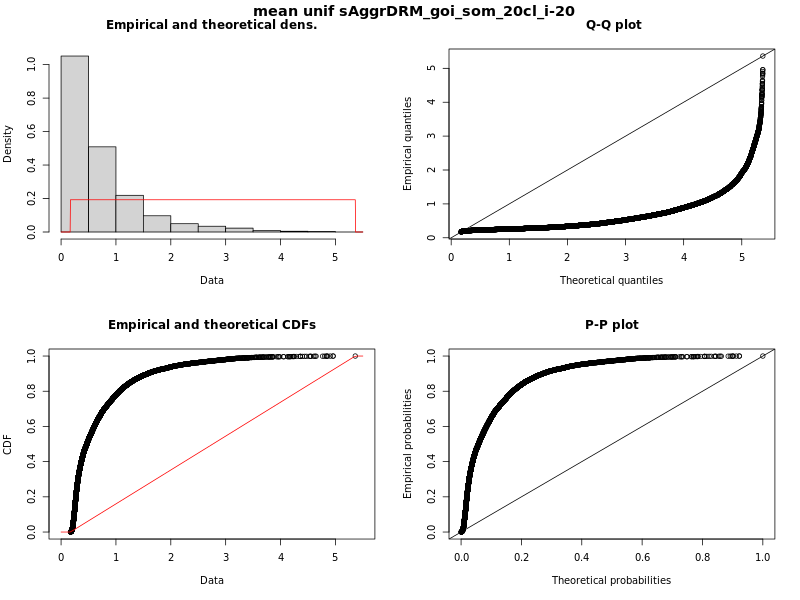 mean unif sAggrDRM_goi_som_20cl_i-20
Empirical and theoretical dens.
Density
0.0 0.2 0.4 0.6 0.8 1.0
0 1 2 3 4 5
Data
Q-Q plot
Empirical quantiles
0 1 2 3 4 5
0 1 2 3 4 5
Theoretical quantiles
Empirical and theoretical CDFs
CDF
0.0 0.2 0.4 0.6 0.8 1.0
0 1 2 3 4 5
Data
P-P plot
Empirical probabilities
0.0 0.2 0.4 0.6 0.8 1.0
0.0 0.2 0.4 0.6 0.8 1.0
Theoretical probabilities